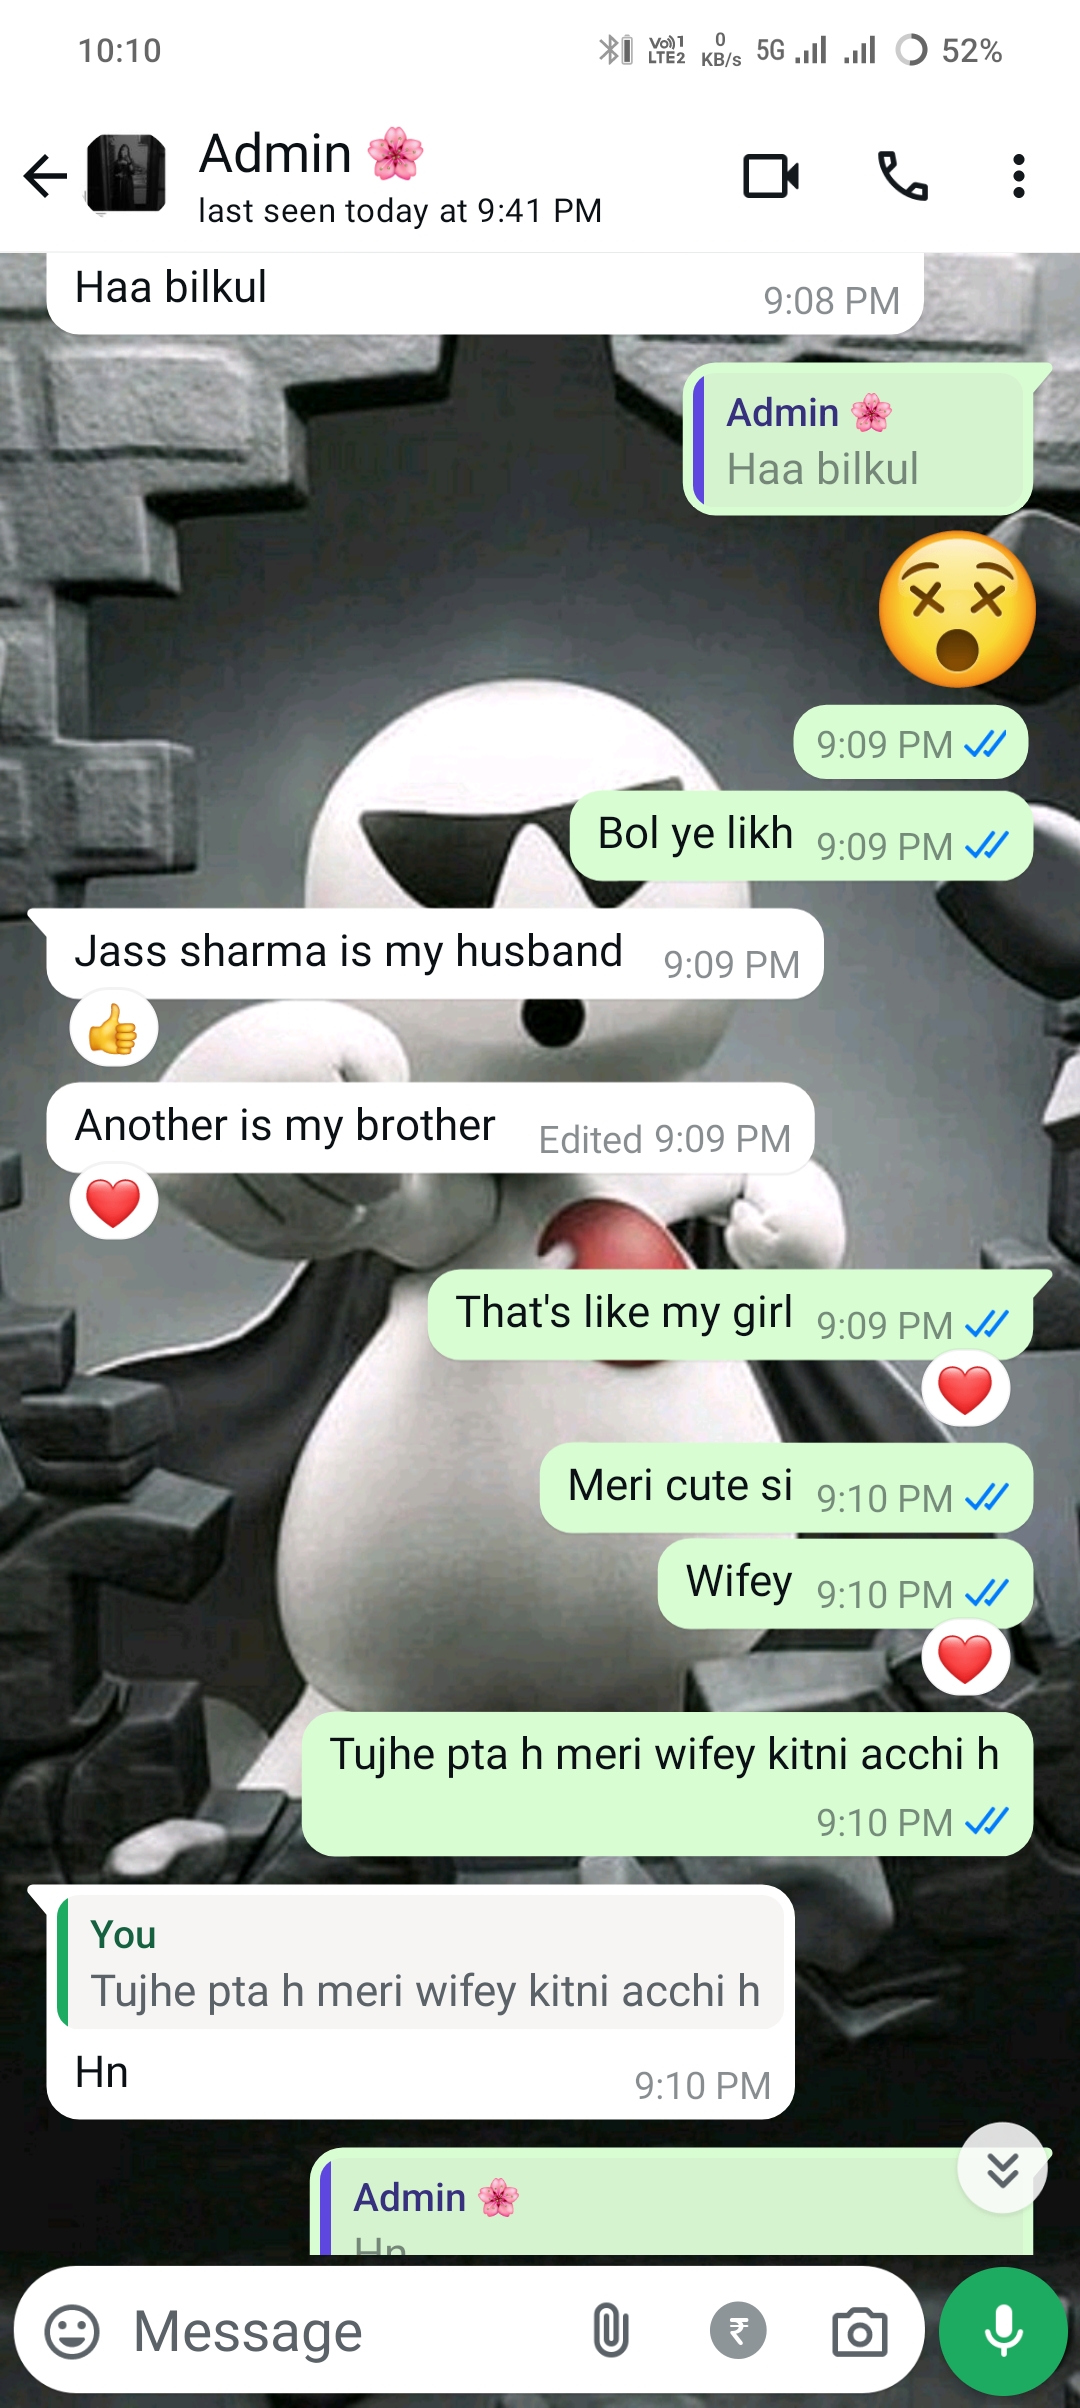 10:10
Vo) 1
LTE2
0
KB/s
5G
52%
Admin 🌸
last seen today at 9:41 PM
Haa bilkul
9:08 PM
Admin 🌸
Haa bilkul
😵
9:09 PM
Bol ye likh 9:09 PM
Jass sharma is my husband 9:09 PM
👍
Another is my brother Edited 9:09 PM
❤️
That's like my girl 9:09 PM
❤️
Meri cute si 9:10 PM
Wifey 9:10 PM
❤️
Tujhe pta h meri wifey kitni acchi h
9:10 PM
You
Tujhe pta h meri wifey kitni acchi h
Hn
9:10 PM
Admin 🌸
Hn
Message
₹